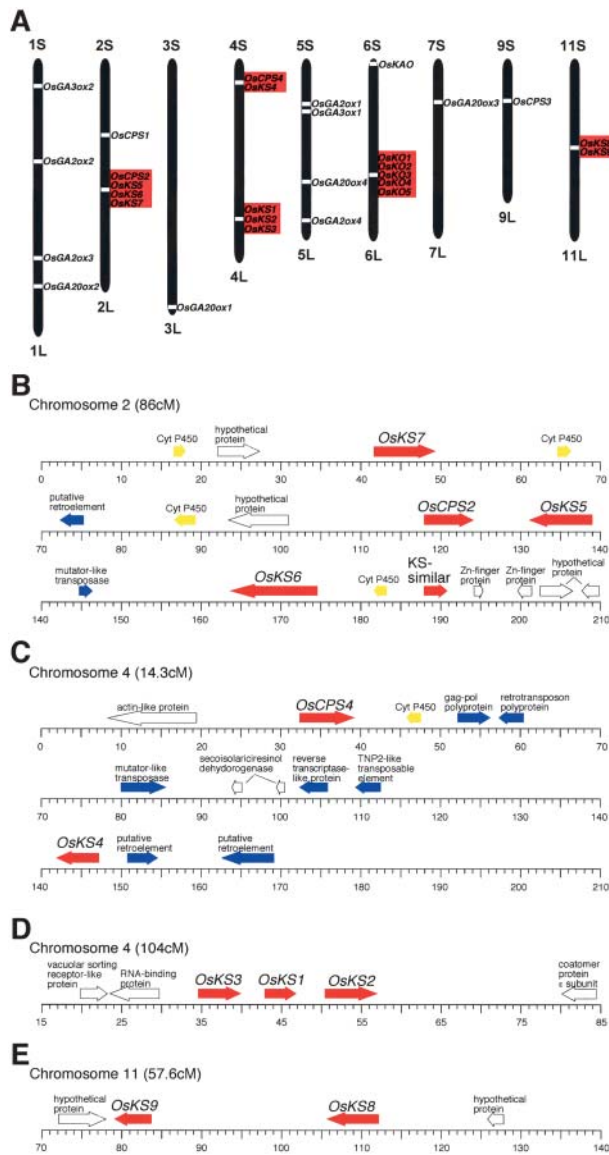 A
1S 2S 3S 4S 5S 6S 7S 9S 11S
OsGA3ox2
OsGA2ox2
OsGA2ox3
OsGA20ox2
1L
OsCPS1
OsCPS2
OsKS5
OsKS6
OsKS7
2L
OsGA20ox1
3L
OsCPS4
OsKS4
OsKS1
OsKS2
OsKS3
4L
OsGA2ox1
OsGA3ox1
OsGA20ox4
OsGA2ox4
5L
OsKAO
OsKO1
OsKO2
OsKO3
OsKO4
OsKO5
6L
OsGA20ox3
7L
OsCPS3
9L
11L
B
Chromosome 2 (86cM)
Cyt P450
hypothetical
protein
OsKS7
Cyt P450
0 10 20 30 40 50 60 70
putative
retroelement
Cyt P450
hypothetical
protein
OsCPS2
OsKS5
70 80 90 100 110 120 130 140
mutator-like
transposase
OsKS6
Cyt P450
KS-
similar
Zn-finger
protein
Zn-finger
protein
hypothetical
protein
140 150 160 170 180 190 200 210
C
Chromosome 4 (14.3cM)
actin-like protein
OsCPS4
Cyt P450
gag-pol
polyprotein
retrotransposon
polyprotein
0 10 20 30 40 50 60 70
mutator-like
transposase
secoisolariciresinol
dehydrogenase
reverse
transcriptase-
like protein
TNP2-like
transposable
element
70 80 90 100 110 120 130 140
OsKS4
putative
retroelement
putative
retroelement
140 150 160 170 180 190 200 210
D
Chromosome 4 (104cM)
vacuolar sorting
receptor-like
protein
RNA-binding
protein
OsKS3
OsKS1
OsKS2
coatomer
protein
ε subunit
15 25 35 45 55 65 75 85
E
Chromosome 11 (57.6cM)
hypothetical
protein
OsKS9
OsKS8
hypothetical
protein
70 80 90 100 110 120 130 140